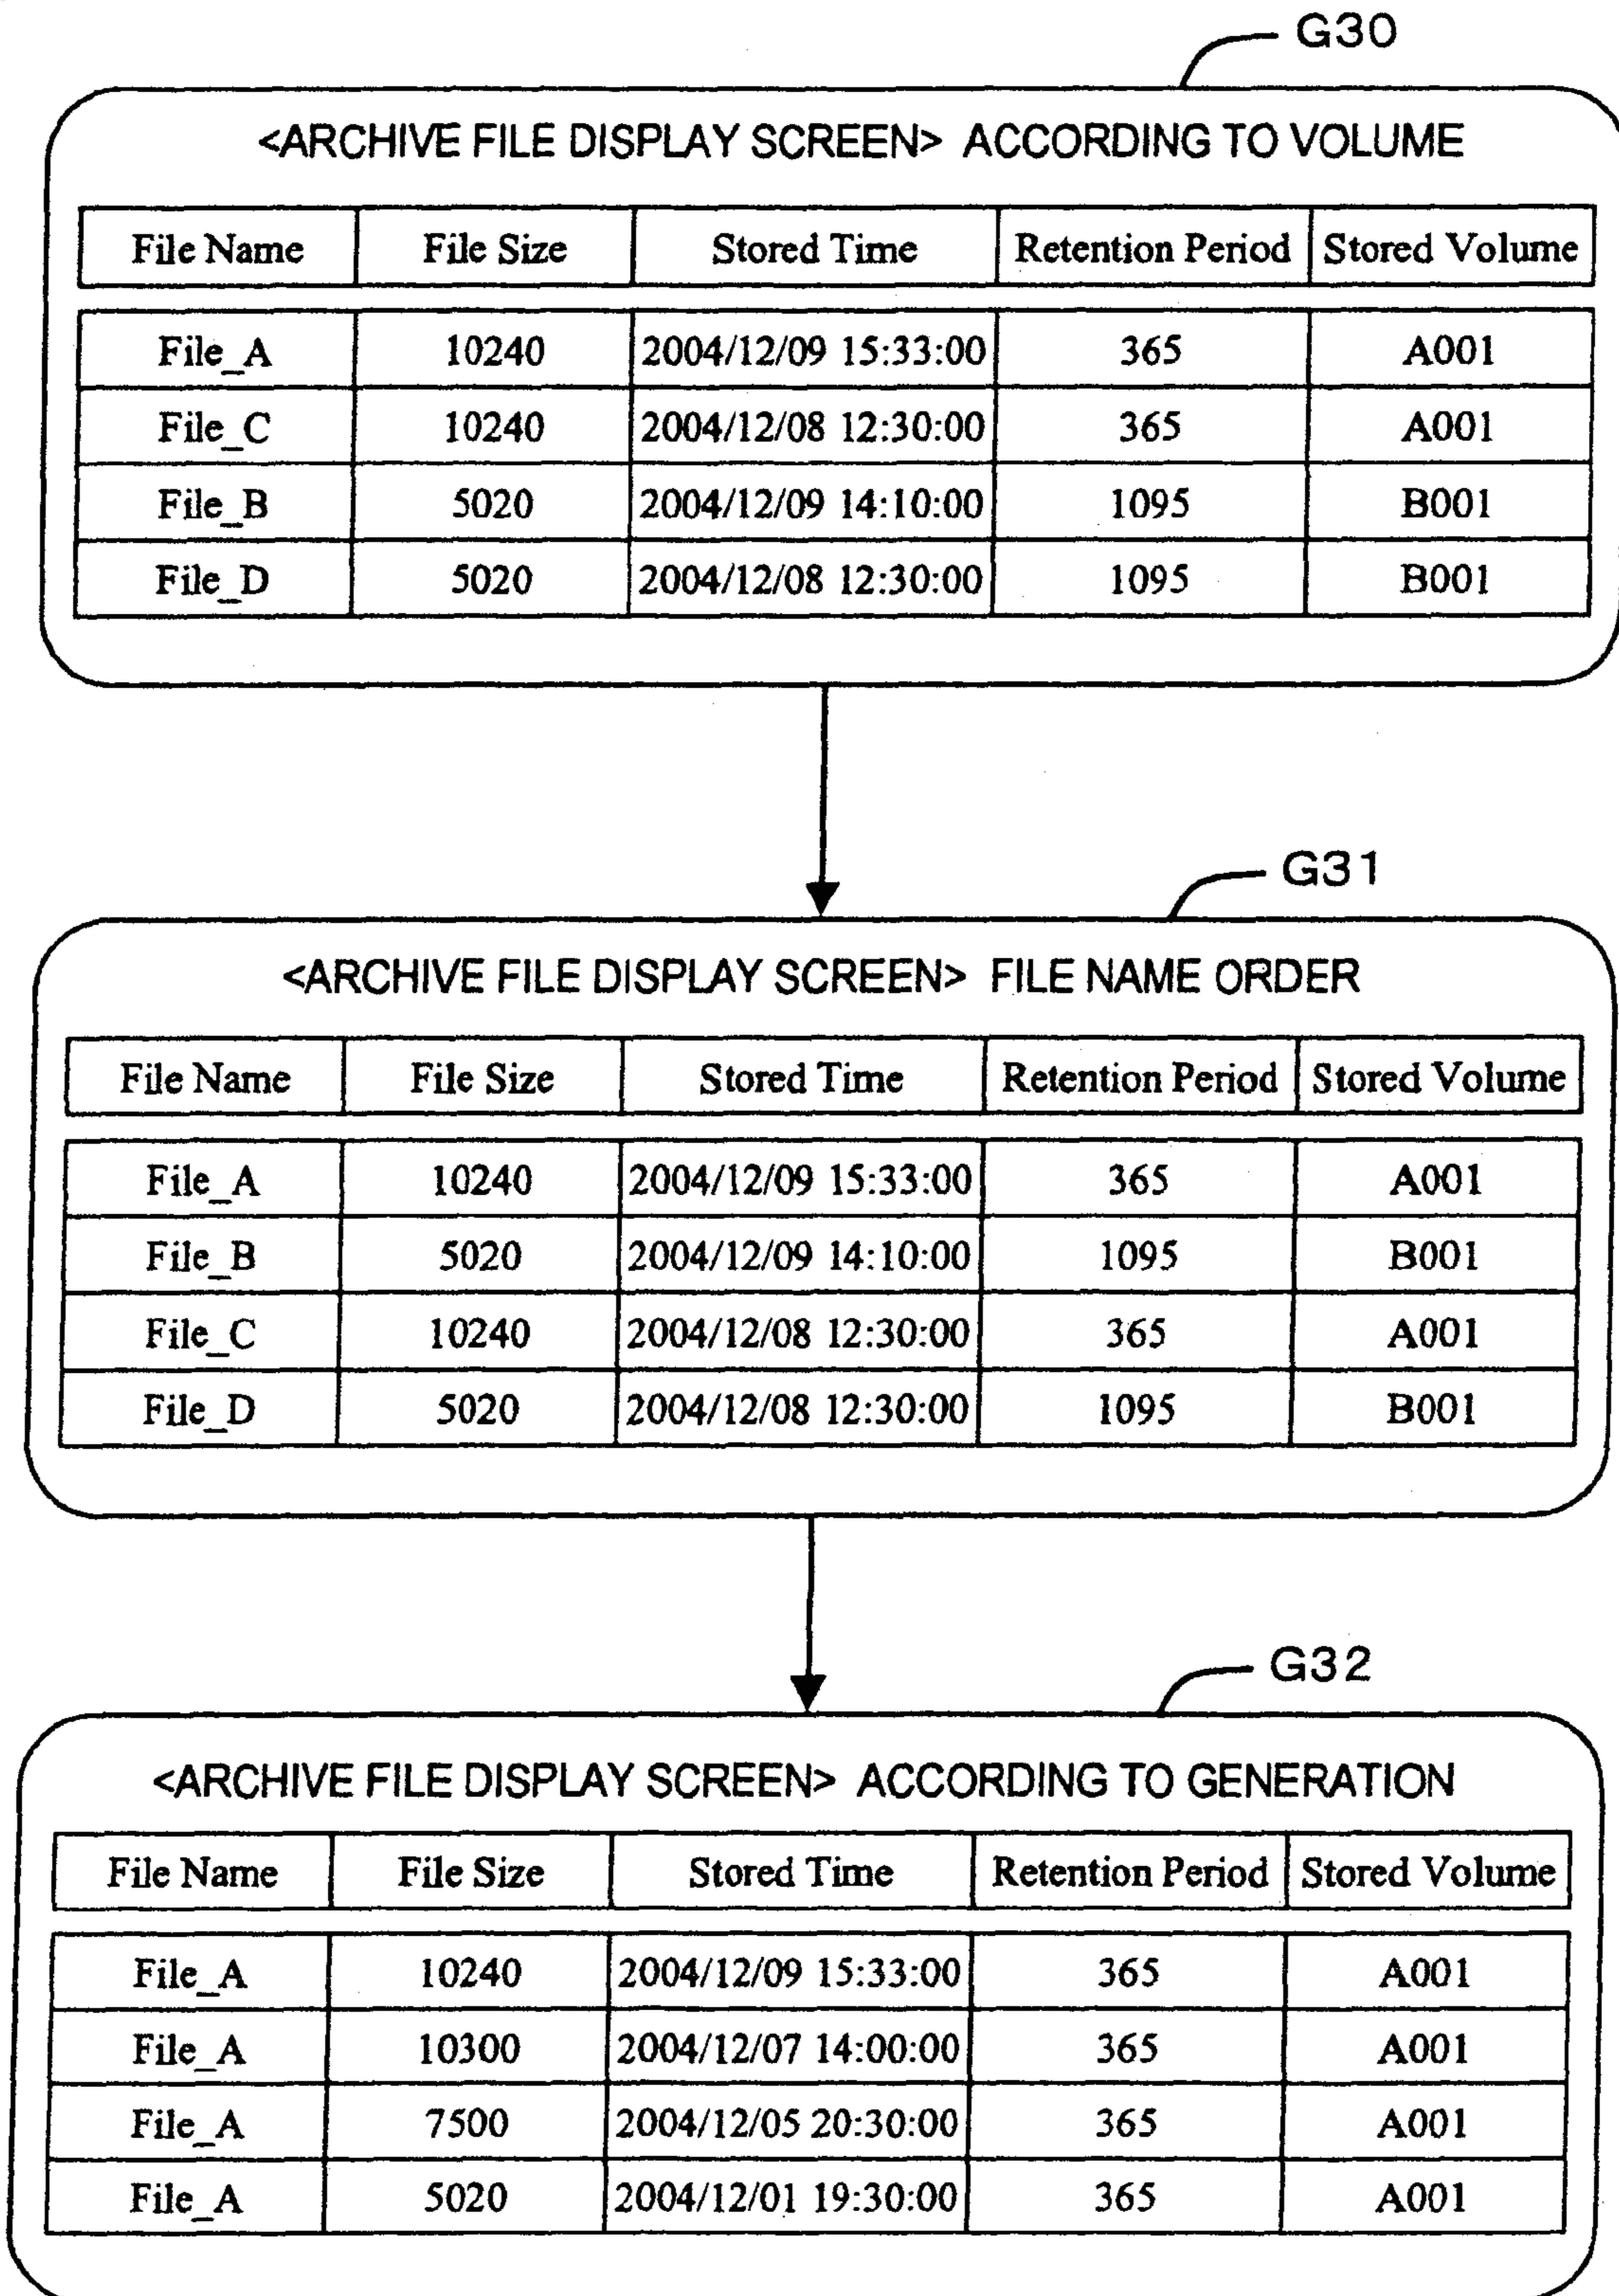 G30
<ARCHIVE FILE DISPLAY SCREEN> ACCORDING TO VOLUME
File Name File Size Stored Time Retention Period Stored Volume
File_A 10240 2004/12/09 15:33:00 365 A001
File_C 10240 2004/12/08 12:30:00 365 A001
File_B 5020 2004/12/09 14:10:00 1095 B001
File_D 5020 2004/12/08 12:30:00 1095 B001
G31
<ARCHIVE FILE DISPLAY SCREEN> FILE NAME ORDER
File Name File Size Stored Time Retention Period Stored Volume
File_A 10240 2004/12/09 15:33:00 365 A001
File_B 5020 2004/12/09 14:10:00 1095 B001
File_C 10240 2004/12/08 12:30:00 365 A001
File_D 5020 2004/12/08 12:30:00 1095 B001
G32
<ARCHIVE FILE DISPLAY SCREEN> ACCORDING TO GENERATION
File Name File Size Stored Time Retention Period Stored Volume
File_A 10240 2004/12/09 15:33:00 365 A001
File_A 10300 2004/12/07 14:00:00 365 A001
File_A 7500 2004/12/05 20:30:00 365 A001
File_A 5020 2004/12/01 19:30:00 365 A001